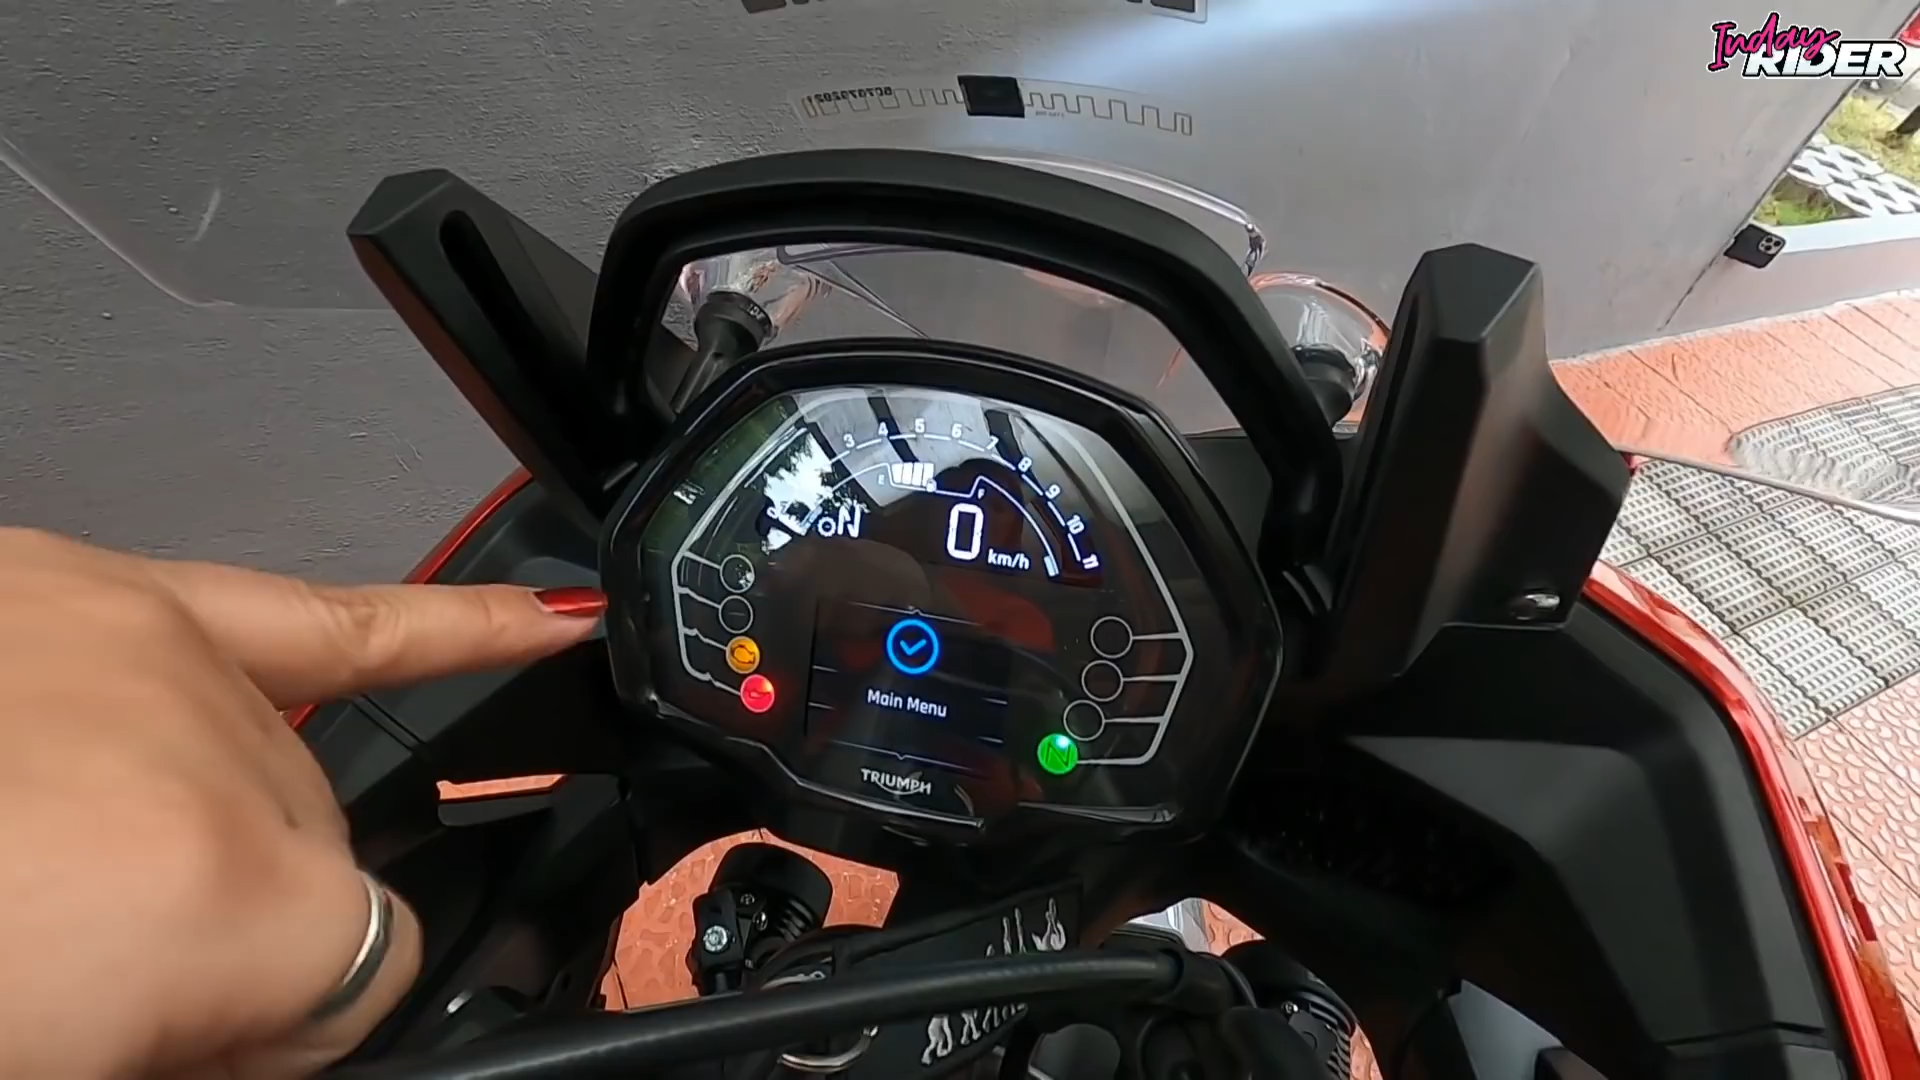 Inday
RIDER
3 4 5 6 7 8 9 10 11
E F
N
0 km/h
Main Menu
N
TRIUMPH